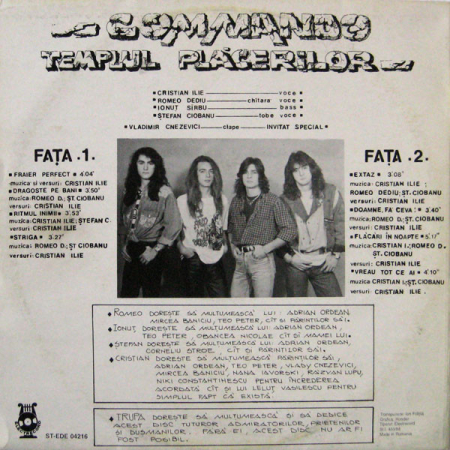 COMMANDO
TEMPLUL PLĂCERILOR
• CRISTIAN ILIE — voce •
• ROMEO DEDIU — chitara voce •
• IONUȚ SÎRBU — bass •
• ȘTEFAN CIOBANU — tobe voce •
• VLADIMIR CNEZEVICI — clape — INVITAT SPECIAL •
FAȚA .1.
• FRAIER PERFECT • 4'04"
muzica si versuri: CRISTIAN ILIE
• DRAGOSTE PE BANI • 3'50"
muzica: ROMEO D.; ȘT. CIOBANU
versuri: CRISTIAN ILIE
• RITMUL INIMII • 3'53"
muzica: CRISTIAN ILIE; ȘTEFAN C.
versuri: CRISTIAN ILIE
• STRIGA • 3'27"
muzica: ROMEO D.; ȘT. CIOBANU
versuri: CRISTIAN ILIE
FAȚA .2.
• EXTAZ • 3'08"
muzica: CRISTIAN ILIE;
ROMEO DEDIU; ȘT. CIOBANU
versuri: CRISTIAN ILIE
• DOAMNE, FĂ CEVA! • 3'40"
muzica: ROMEO D.; ȘT. CIOBANU
versuri: CRISTIAN ILIE
• FLĂCĂRI ÎN NOAPTE • 5'17"
muzica: CRISTIAN I.; ROMEO D.
ȘT. CIOBANU
versuri: CRISTIAN ILIE
• VREAU TOT CE AI • 4'10"
muzica CRISTIAN I.; ȘT. CIOBANU
versuri: CRISTIAN ILIE.
• ROMEO DOREȘTE SĂ MULȚUMEASCĂ LUI: ADRIAN ORDEAN
MIRCEA BANICIU, TEO PETER, CÎT ȘI PĂRINȚILOR SĂI.
• IONUȚ DOREȘTE SĂ MULȚUMEASCĂ LUI: ADRIAN ORDEAN,
TEO PETER, OBANCEA NICOLAE CÎT ȘI MAMEI LUI.
• ȘTEFAN DOREȘTE SĂ MULȚUMEASCĂ LUI: ADRIAN ORDEAN,
CORNELIU STROE, CÎT ȘI PĂRINȚILOR SĂI.
• CRISTIAN DOREȘTE SĂ MULȚUMEASCĂ PĂRINȚILOR SĂI,
ADRIAN ORDEAN, TEO PETER, VLADY CNEZEVICI,
MIRCEA BANICIU, NANA IAVORSKI, RĂZVAN LUPU,
NIKI CONSTANTINESCU PENTRU ÎNCREDEREA
ACORDATĂ CÎT ȘI LUI LELUȚ VASILESCU PENTRU
SIMPLUL FAPT CĂ EXISTĂ.
• TRUPA DOREȘTE SĂ MULȚUMEASCĂ ȘI SĂ DEDICE
ACEST DISC TUTUROR ADMIRATORILOR, PRIETENILOR
ȘI DUȘMANILOR. FĂRĂ EI, ACEST DISC NU AR FI
FOST POSIBIL.
ST-EDE 04216